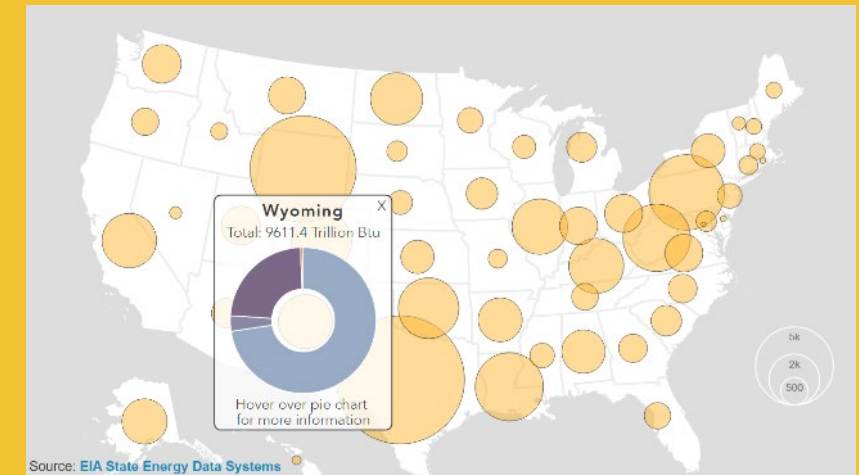 Wyoming X
Total: 9611.4 Trillion Btu
Hover over pie chart
for more information
5k
2k
500
Source: EIA State Energy Data Systems